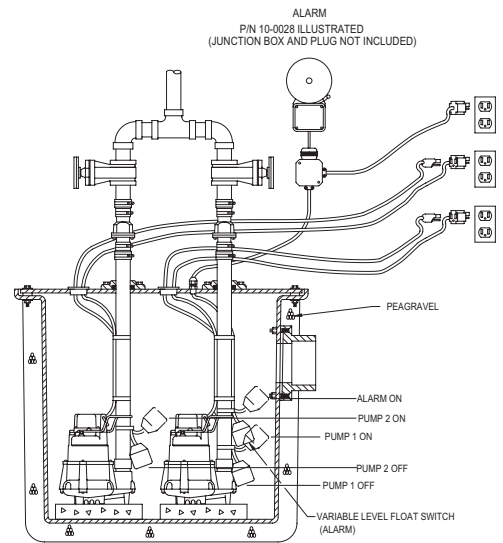 ALARM
P/N 10-0028 ILLUSTRATED
(JUNCTION BOX AND PLUG NOT INCLUDED)
PEAGRAVEL
ALARM ON
PUMP 2 ON
PUMP 1 ON
PUMP 2 OFF
PUMP 1 OFF
VARIABLE LEVEL FLOAT SWITCH
(ALARM)